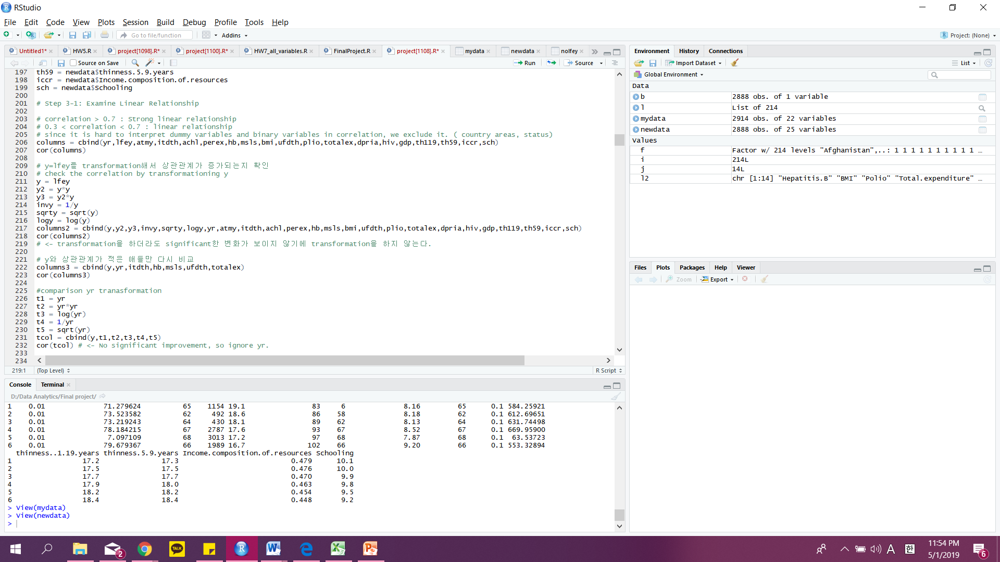 RStudio
File Edit Code View Plots Session Build Debug Profile Tools Help
Go to file/function Addins Project: (None)
Untitled1* HW5.R project[1098].R* project[1100].R* HW7_all_variables.R FinalProject.R project[1108].R* mydata newdata nolfey
Source on Save Run Source
197 th59 = newdata$thinness.5.9.years
198 iccr = newdata$Income.composition.of.resources
199 sch = newdata$Schooling
200
201 # Step 3-1: Examine Linear Relationship
202
203 # correlation > 0.7 : Strong linear relationship
204 # 0.3 < correlation < 0.7 : linear relationship
205 # since it is hard to interpret dummy variables and binary variables in correlation, we exclude it. ( country areas, status)
206 columns = cbind(yr,lfey,atmy,itdth,achl,perex,hb,msls,bmi,ufdth,plio,totalex,dpria,hiv,gdp,th119,th59,iccr,sch)
207 cor(columns)
208
209 # y=lfey를 transformation해서 상관관계가 증가되는지 확인
210 # check the correlation by transformationing y
211 y = lfey
212 y2 = y*y
213 y3 = y2*y
214 invy = 1/y
215 sqrty = sqrt(y)
216 logy = log(y)
217 columns2 = cbind(y,y2,y3,invy,sqrty,logy,yr,atmy,itdth,achl,perex,hb,msls,bmi,ufdth,plio,totalex,dpria,hiv,gdp,th119,th59,iccr,sch)
218 cor(columns2)
219 # <- transformation을 하더라도 significant한 변화가 보이지 않기에 transformation을 하지 않는다.
220
221 # y와 상관관계가 적은 애들만 다시 비교
222 columns3 = cbind(y,yr,itdth,hb,msls,ufdth,totalex)
223 cor(columns3)
224
225 #comparison yr tranasformation
226 t1 = yr
227 t2 = yr*yr
228 t3 = log(yr)
229 t4 = 1/yr
230 t5 = sqrt(yr)
231 tcol = cbind(y,t1,t2,t3,t4,t5)
232 cor(tcol) # <- No significant improvement, so ignore yr.
233
234
219:1 (Top Level) R Script
Console Terminal
D:/Data Analytics/Final project/
1 0.01 71.279624 65 1154 19.1 83 6 8.16 65 0.1 584.25921
2 0.01 73.523582 62 492 18.6 86 58 8.18 62 0.1 612.69651
3 0.01 73.219243 64 430 18.1 89 62 8.13 64 0.1 631.74498
4 0.01 78.184215 67 2787 17.6 93 67 8.52 67 0.1 669.95900
5 0.01 7.097109 68 3013 17.2 97 68 7.87 68 0.1 63.53723
6 0.01 79.679367 66 1989 16.7 102 66 9.20 66 0.1 553.32894
thinness..1.19.years thinness.5.9.years Income.composition.of.resources Schooling
1 17.2 17.3 0.479 10.1
2 17.5 17.5 0.476 10.0
3 17.7 17.7 0.470 9.9
4 17.9 18.0 0.463 9.8
5 18.2 18.2 0.454 9.5
6 18.4 18.4 0.448 9.2
> View(mydata)
> View(newdata)
>
Environment History Connections
Import Dataset List
Global Environment
Data
b 2888 obs. of 1 variable
l List of 214
mydata 2914 obs. of 22 variables
newdata 2888 obs. of 25 variables
Values
f Factor w/ 214 levels "Afghanistan",..: 1 1 1 1 1 1 1 1 1 1 …
i 214L
j 14L
l2 chr [1:14] "Hepatitis.B" "BMI" "Polio" "Total.expenditure" …
Files Plots Packages Help Viewer
Zoom Export
2 TALK R W e X P A 한 11:54 PM 6
5/1/2019